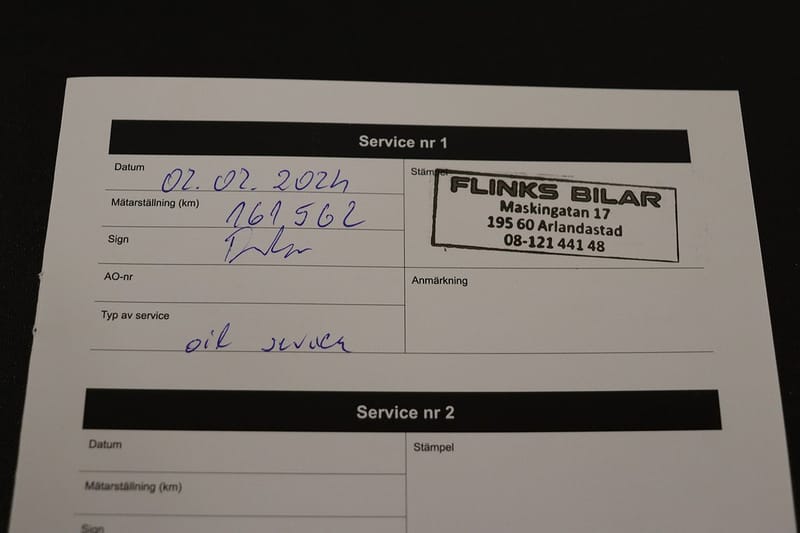 Service nr 1
Datum 02.02.2024
Stämpel
FLINKS BILAR
Maskingatan 17
195 60 Arlandastad
08-121 441 48
Mätarställning (km) 161 562
Sign
AO-nr
Anmärkning
Typ av service
oil service
Service nr 2
Datum
Stämpel
Mätarställning (km)
Sign